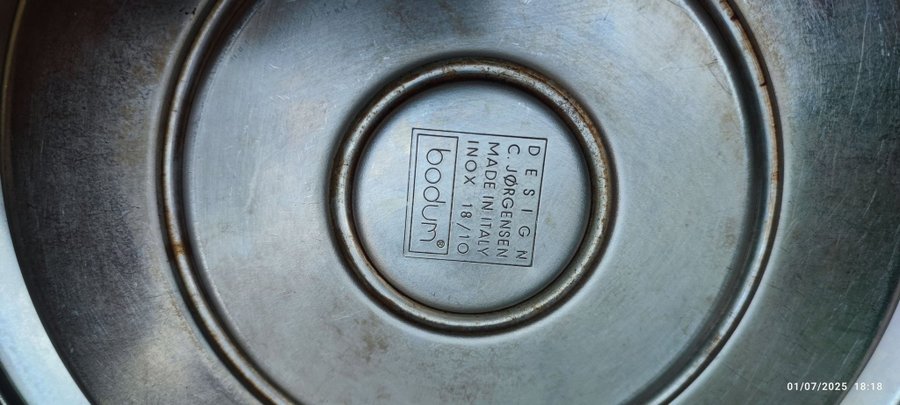 DESIGN
C. JØRGENSEN
MADE IN ITALY
INOX 18/10
bodum®
01/07/2025 18:18